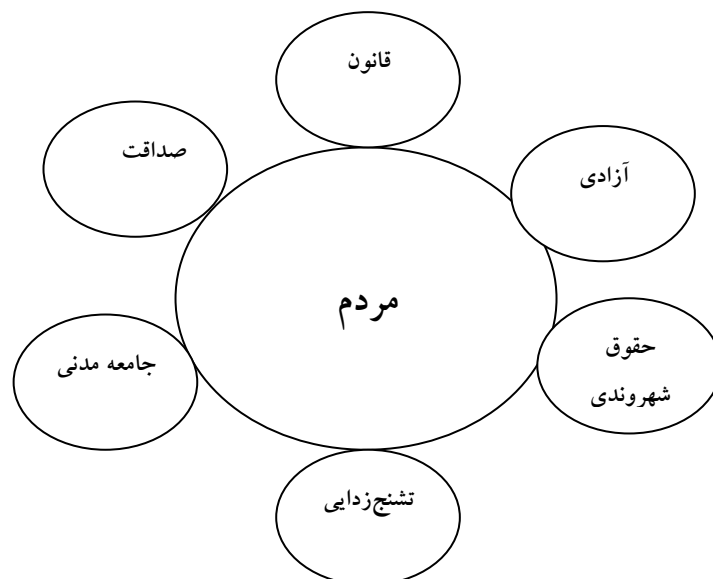 قانون
صداقت
آزادی
مردم
حقوق
شهروندی
جامعه مدنی
تشنج‌زدایی